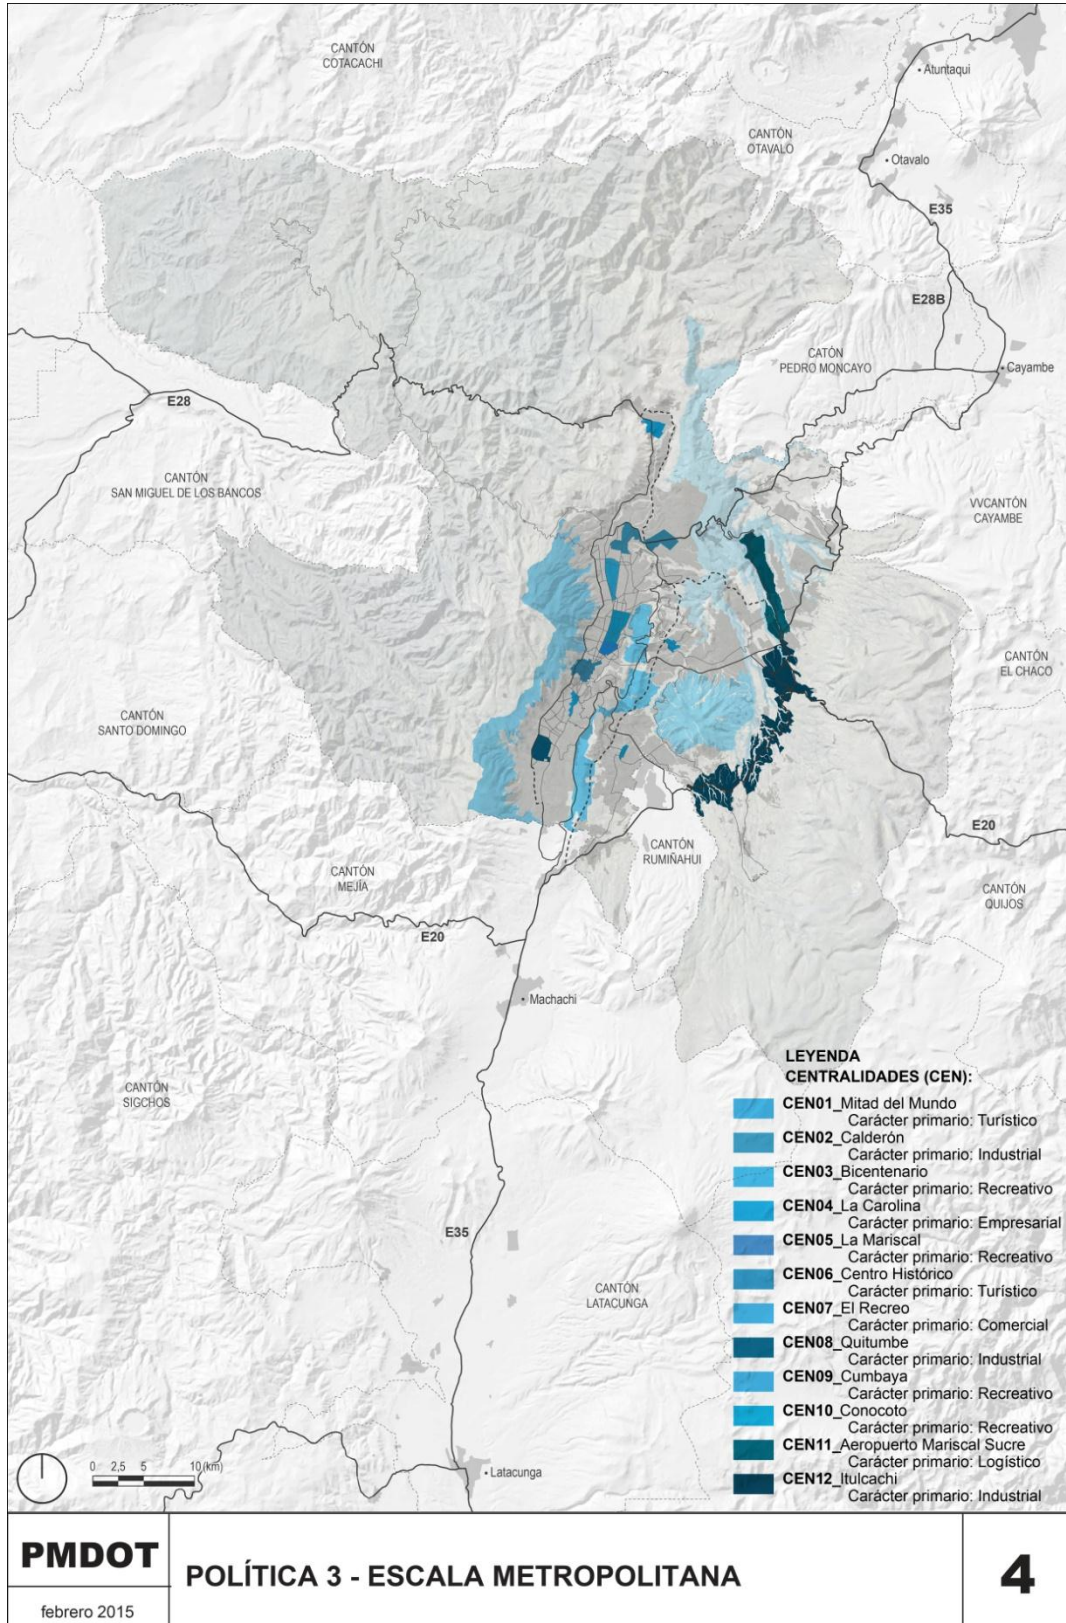 CANTÓN
COTACACHI
Atuntaqui
CANTÓN
OTAVALO
Otavalo
E35
E28B
CATÓN
PEDRO MONCAYO
Cayambe
E28
CANTÓN
SAN MIGUEL DE LOS BANCOS
VVCANTÓN
CAYAMBE
CANTÓN
EL CHACO
CANTÓN
SANTO DOMINGO
E20
CANTÓN
RUMIÑAHUI
CANTÓN
MEJÍA
CANTÓN
QUIJOS
E20
Machachi
CANTÓN
SIGCHOS
E35
CANTÓN
LATACUNGA
Latacunga
0 2,5 5 10 (km)
LEYENDA
CENTRALIDADES (CEN):
CEN01_Mitad del Mundo
Carácter primario: Turístico
CEN02_Calderón
Carácter primario: Industrial
CEN03_Bicentenario
Carácter primario: Recreativo
CEN04_La Carolina
Carácter primario: Empresarial
CEN05_La Mariscal
Carácter primario: Recreativo
CEN06_Centro Histórico
Carácter primario: Turístico
CEN07_El Recreo
Carácter primario: Comercial
CEN08_Quitumbe
Carácter primario: Industrial
CEN09_Cumbaya
Carácter primario: Recreativo
CEN10_Conocoto
Carácter primario: Recreativo
CEN11_Aeropuerto Mariscal Sucre
Carácter primario: Logístico
CEN12_Itulcachi
Carácter primario: Industrial
PMDOT
febrero 2015
POLÍTICA 3 - ESCALA METROPOLITANA
4